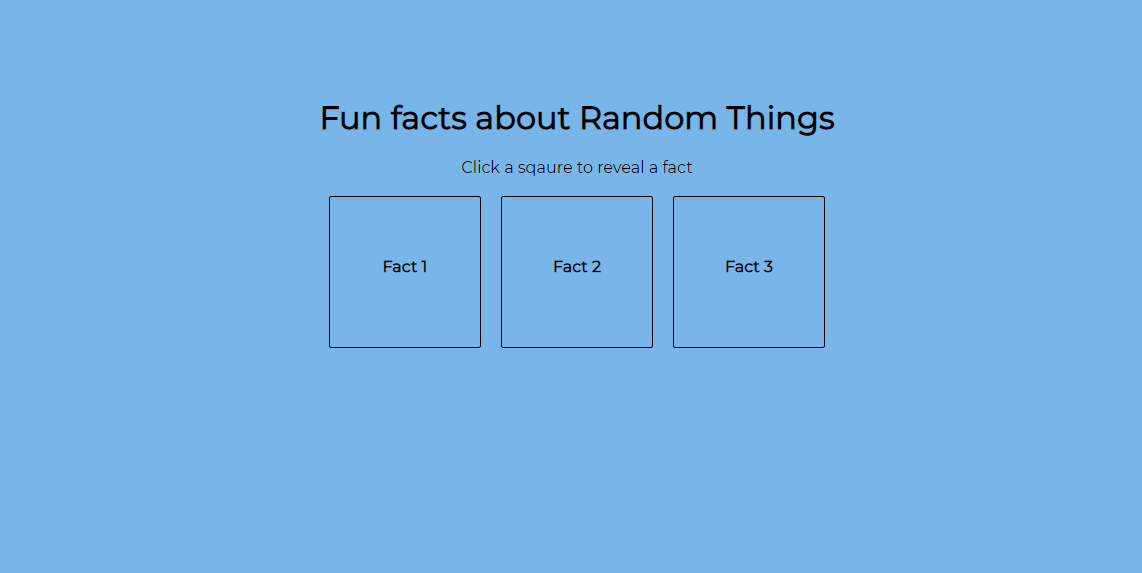 Fun facts about Random Things
Click a sqaure to reveal a fact
Fact 1
Fact 2
Fact 3